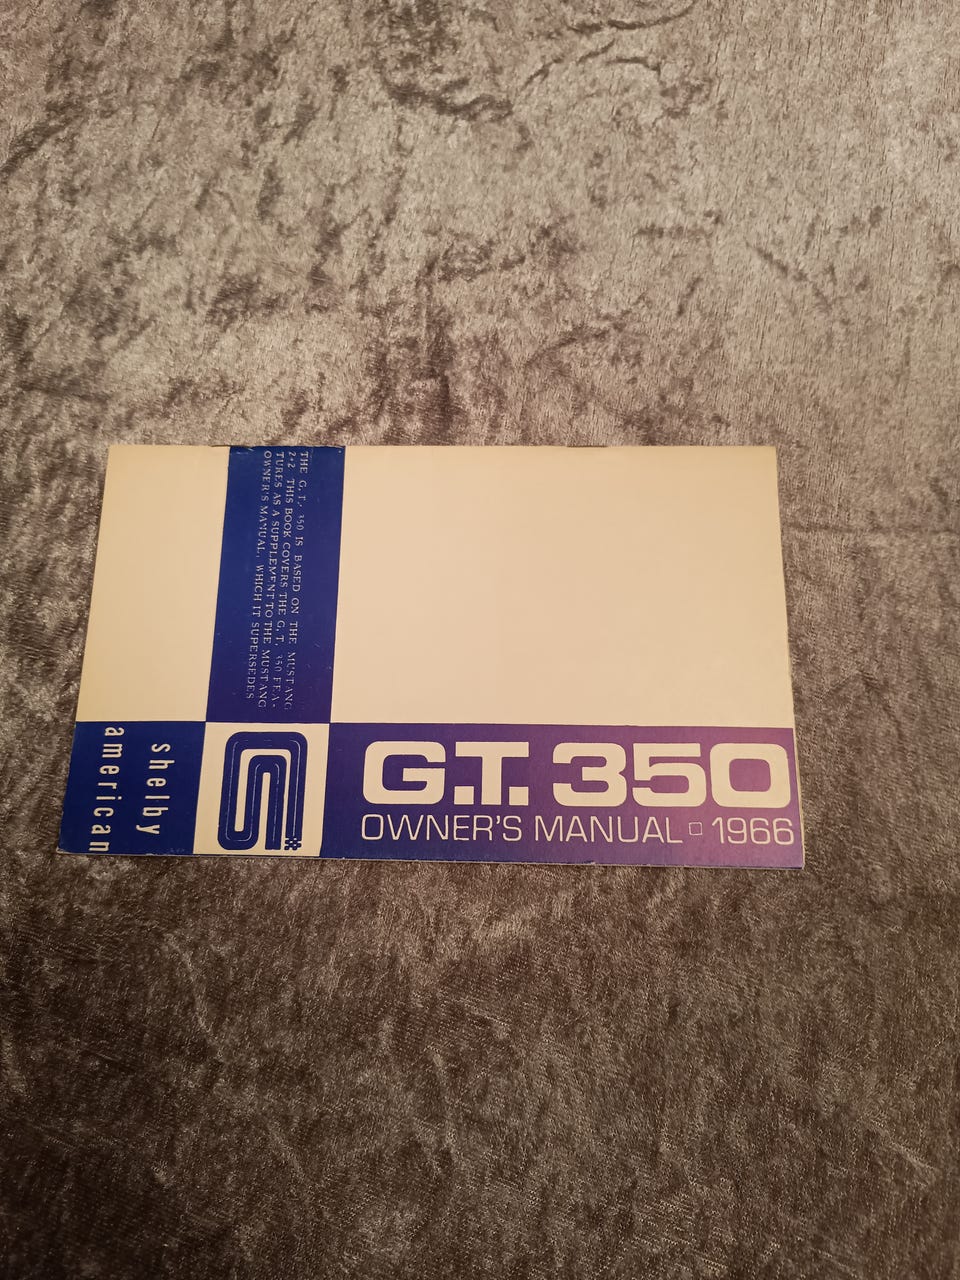 THE G. T. 350 IS BASED ON THE MUSTANG
2+2 THIS BOOK COVERS THE G. T. 350 FEA-
TURES AS A SUPPLEMENT TO THE MUSTANG
OWNER'S MANUAL, WHICH IT SUPERSEDES
shelby
american
G.T. 350
OWNER'S MANUAL □ 1966